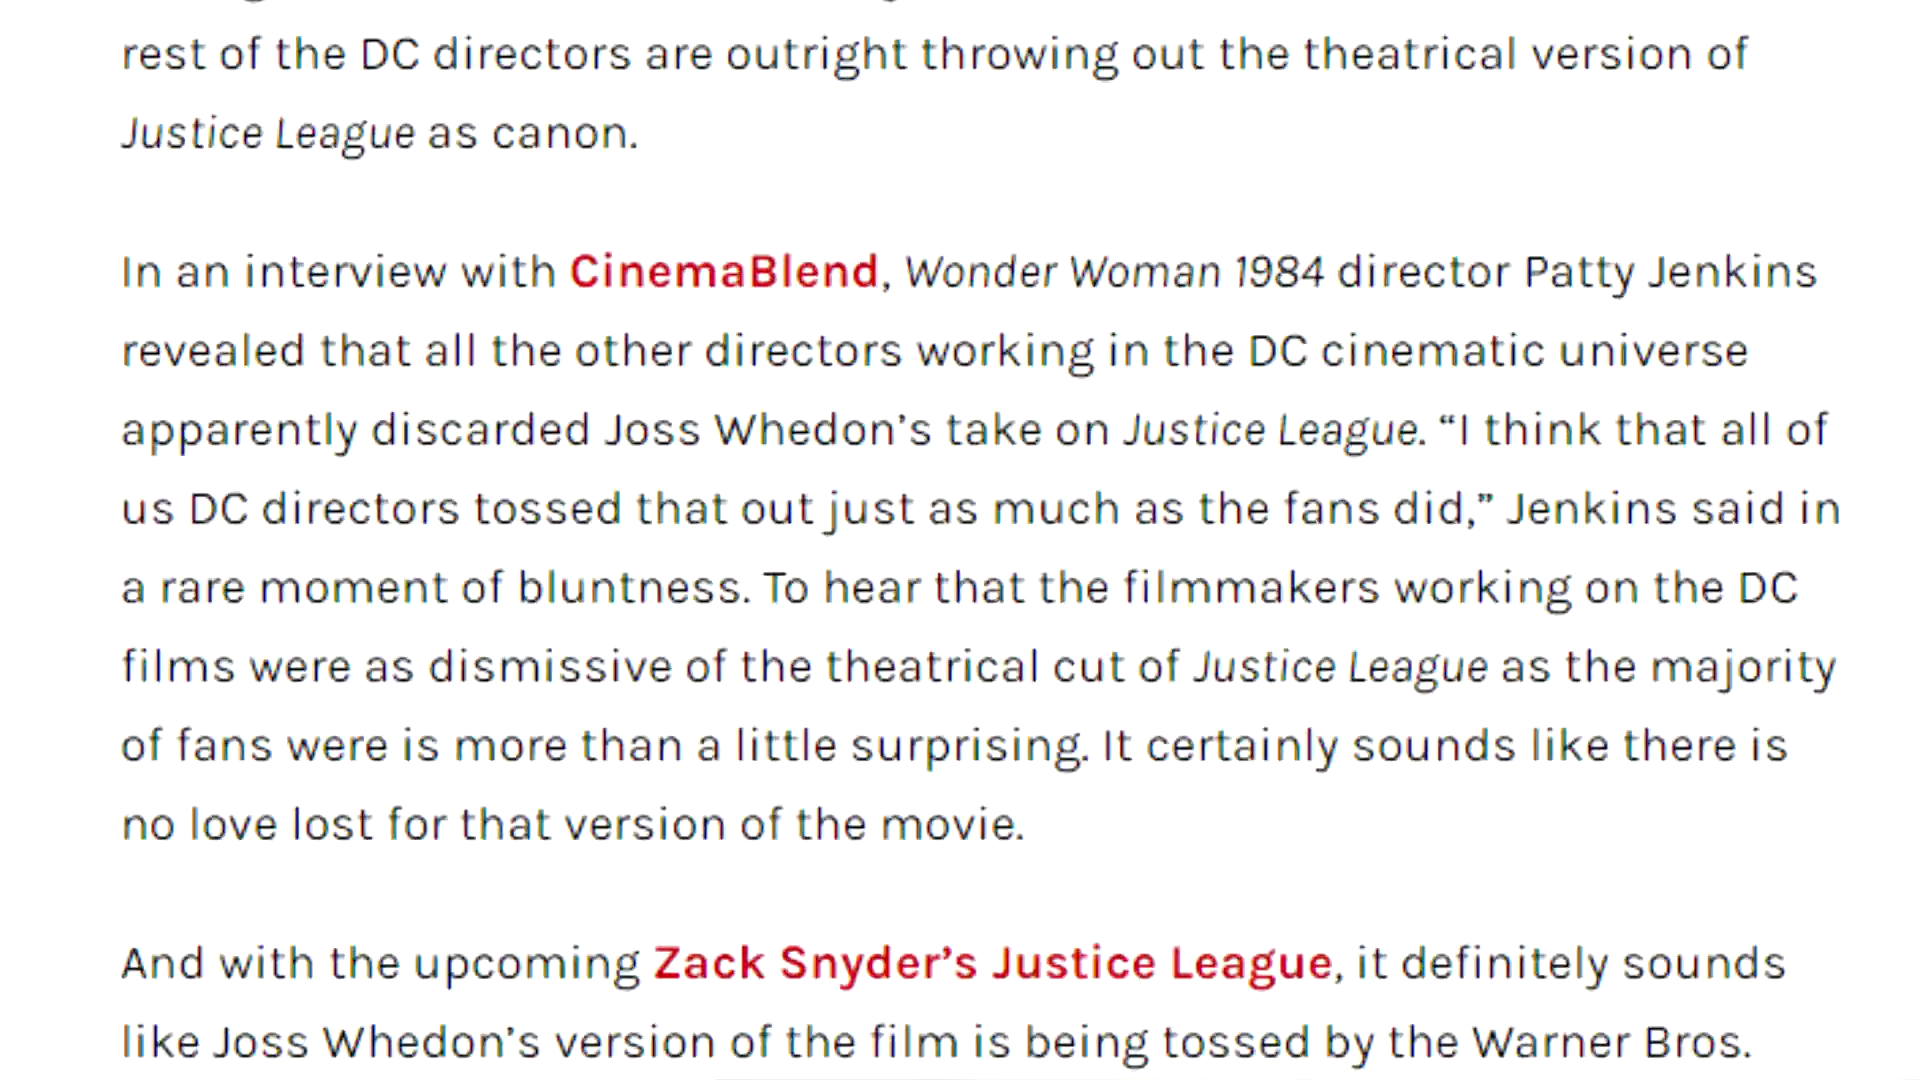 rest of the DC directors are outright throwing out the theatrical version of
Justice League as canon.
In an interview with CinemaBlend, Wonder Woman 1984 director Patty Jenkins
revealed that all the other directors working in the DC cinematic universe
apparently discarded Joss Whedon’s take on Justice League. “I think that all of
us DC directors tossed that out just as much as the fans did,” Jenkins said in
a rare moment of bluntness. To hear that the filmmakers working on the DC
films were as dismissive of the theatrical cut of Justice League as the majority
of fans were is more than a little surprising. It certainly sounds like there is
no love lost for that version of the movie.
And with the upcoming Zack Snyder’s Justice League, it definitely sounds
like Joss Whedon’s version of the film is being tossed by the Warner Bros.